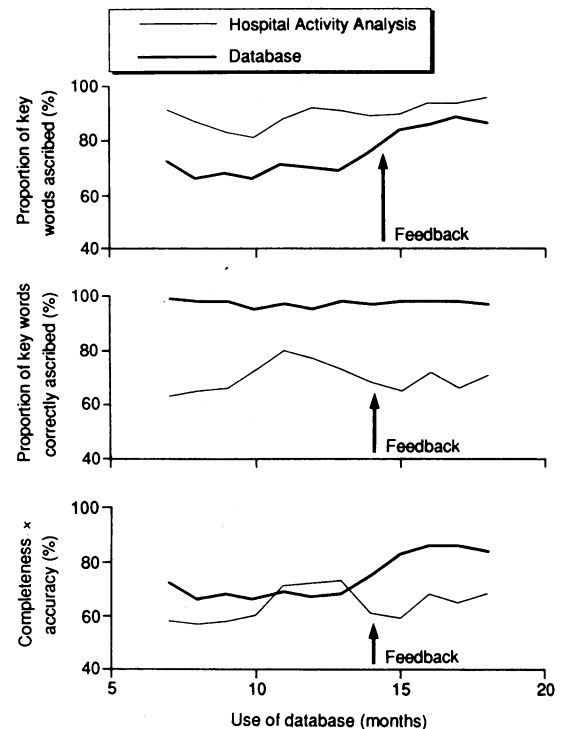 Hospital Activity Analysis
Database
Proportion of key
words ascribed (%)
100
80
60
40
Feedback
Proportion of key words
correctly ascribed (%)
100
80
60
40
Feedback
Completeness ×
accuracy (%)
100
80
60
40
Feedback
5
10
15
20
Use of database (months)